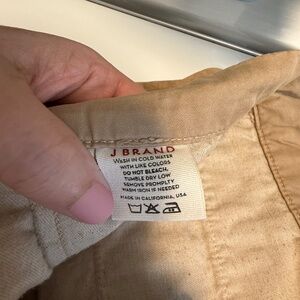 J BRAND
WASH IN COLD WATER
WITH LIKE COLORS
DO NOT BLEACH,
TUMBLE DRY LOW
REMOVE PROMPTLY
WARM IRON IF NEEDED
MADE IN CALIFORNIA, USA